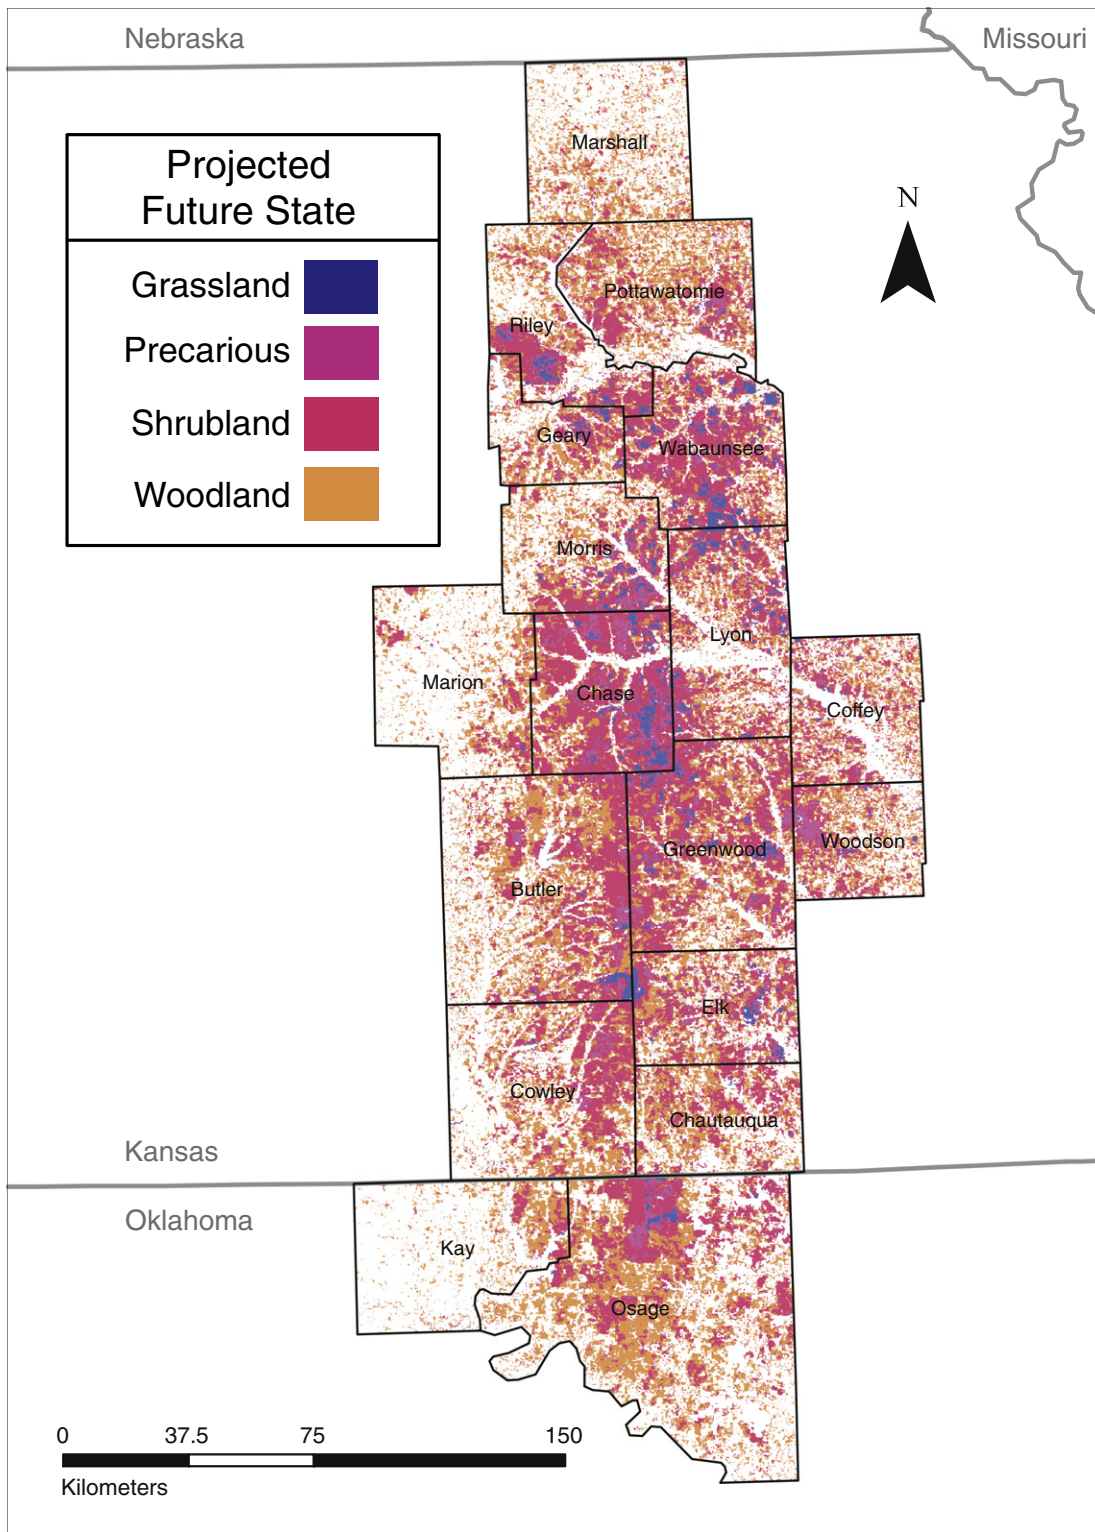 Nebraska
Missouri
Projected
Future State
Grassland
Precarious
Shrubland
Woodland
N
Marshall
Pottawatomie
Riley
Geary
Wabaunsee
Morris
Lyon
Marion
Chase
Coffey
Greenwood
Woodson
Butler
Elk
Cowley
Chautauqua
Kansas
Oklahoma
Kay
Osage
0 37.5 75 150
Kilometers